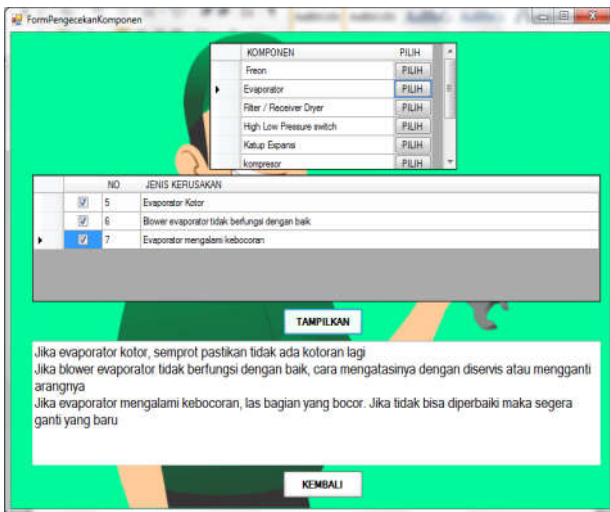 FormPengecekanKomponen
KOMPONEN PILIH
Freon PILIH
Evaporator PILIH
Filter / Receiver Dryer PILIH
High Low Pressure switch PILIH
Katup Expansi PILIH
kompresor PILIH
NO JENIS KERUSAKAN
5 Evaporator Kotor
6 Blower evaporator tidak berfungsi dengan baik
7 Evaporator mengalami kebocoran
TAMPILKAN
Jika evaporator kotor, semprot pastikan tidak ada kotoran lagi
Jika blower evaporator tidak berfungsi dengan baik, cara mengatasinya dengan diservis atau mengganti
arangnya
Jika evaporator mengalami kebocoran, las bagian yang bocor. Jika tidak bisa diperbaiki maka segera
ganti yang baru
KEMBALI